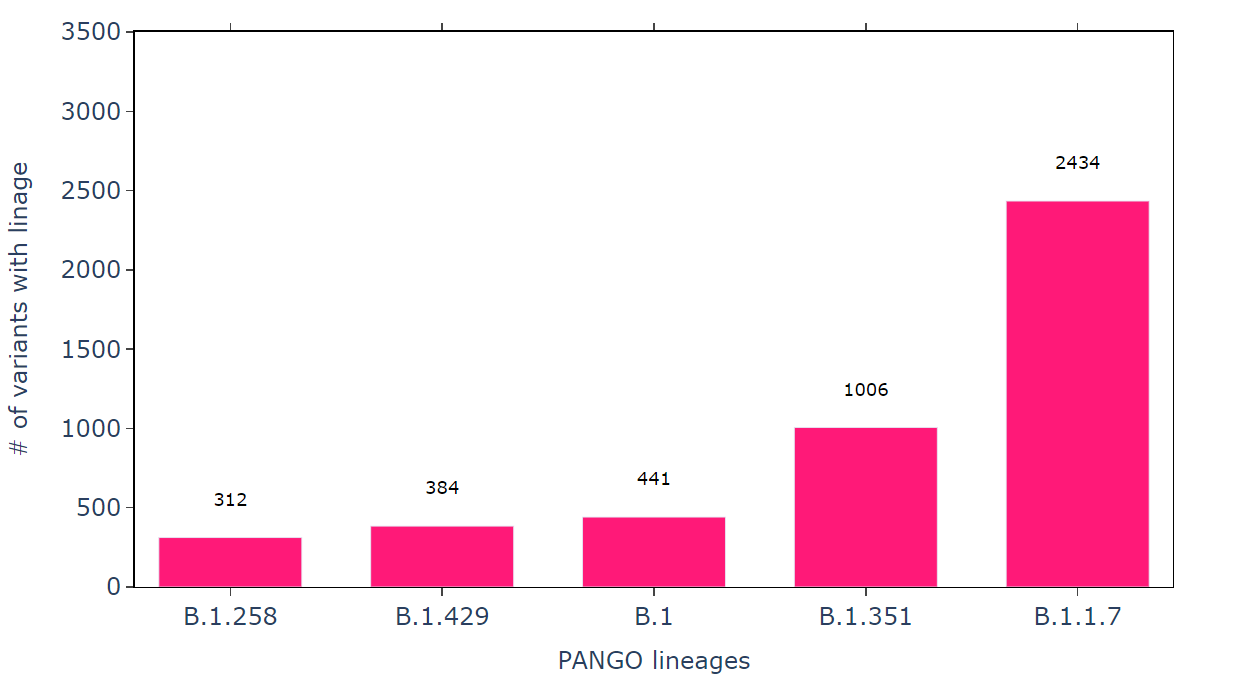 3500
3000
2500
2000
1500
1000
500
0
# of variants with linage
312
384
441
1006
2434
B.1.258
B.1.429
B.1
B.1.351
B.1.1.7
PANGO lineages